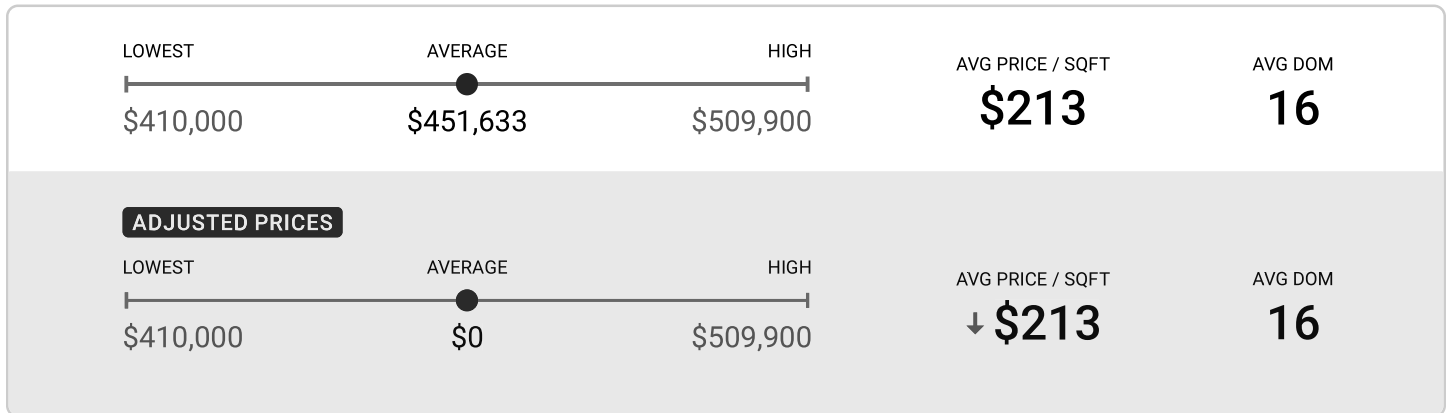 LOWEST AVERAGE HIGH AVG PRICE / SQFT AVG DOM
$410,000 $451,633 $509,900 $213 16
ADJUSTED PRICES
LOWEST AVERAGE HIGH AVG PRICE / SQFT AVG DOM
$410,000 $0 $509,900 ↓ $213 16